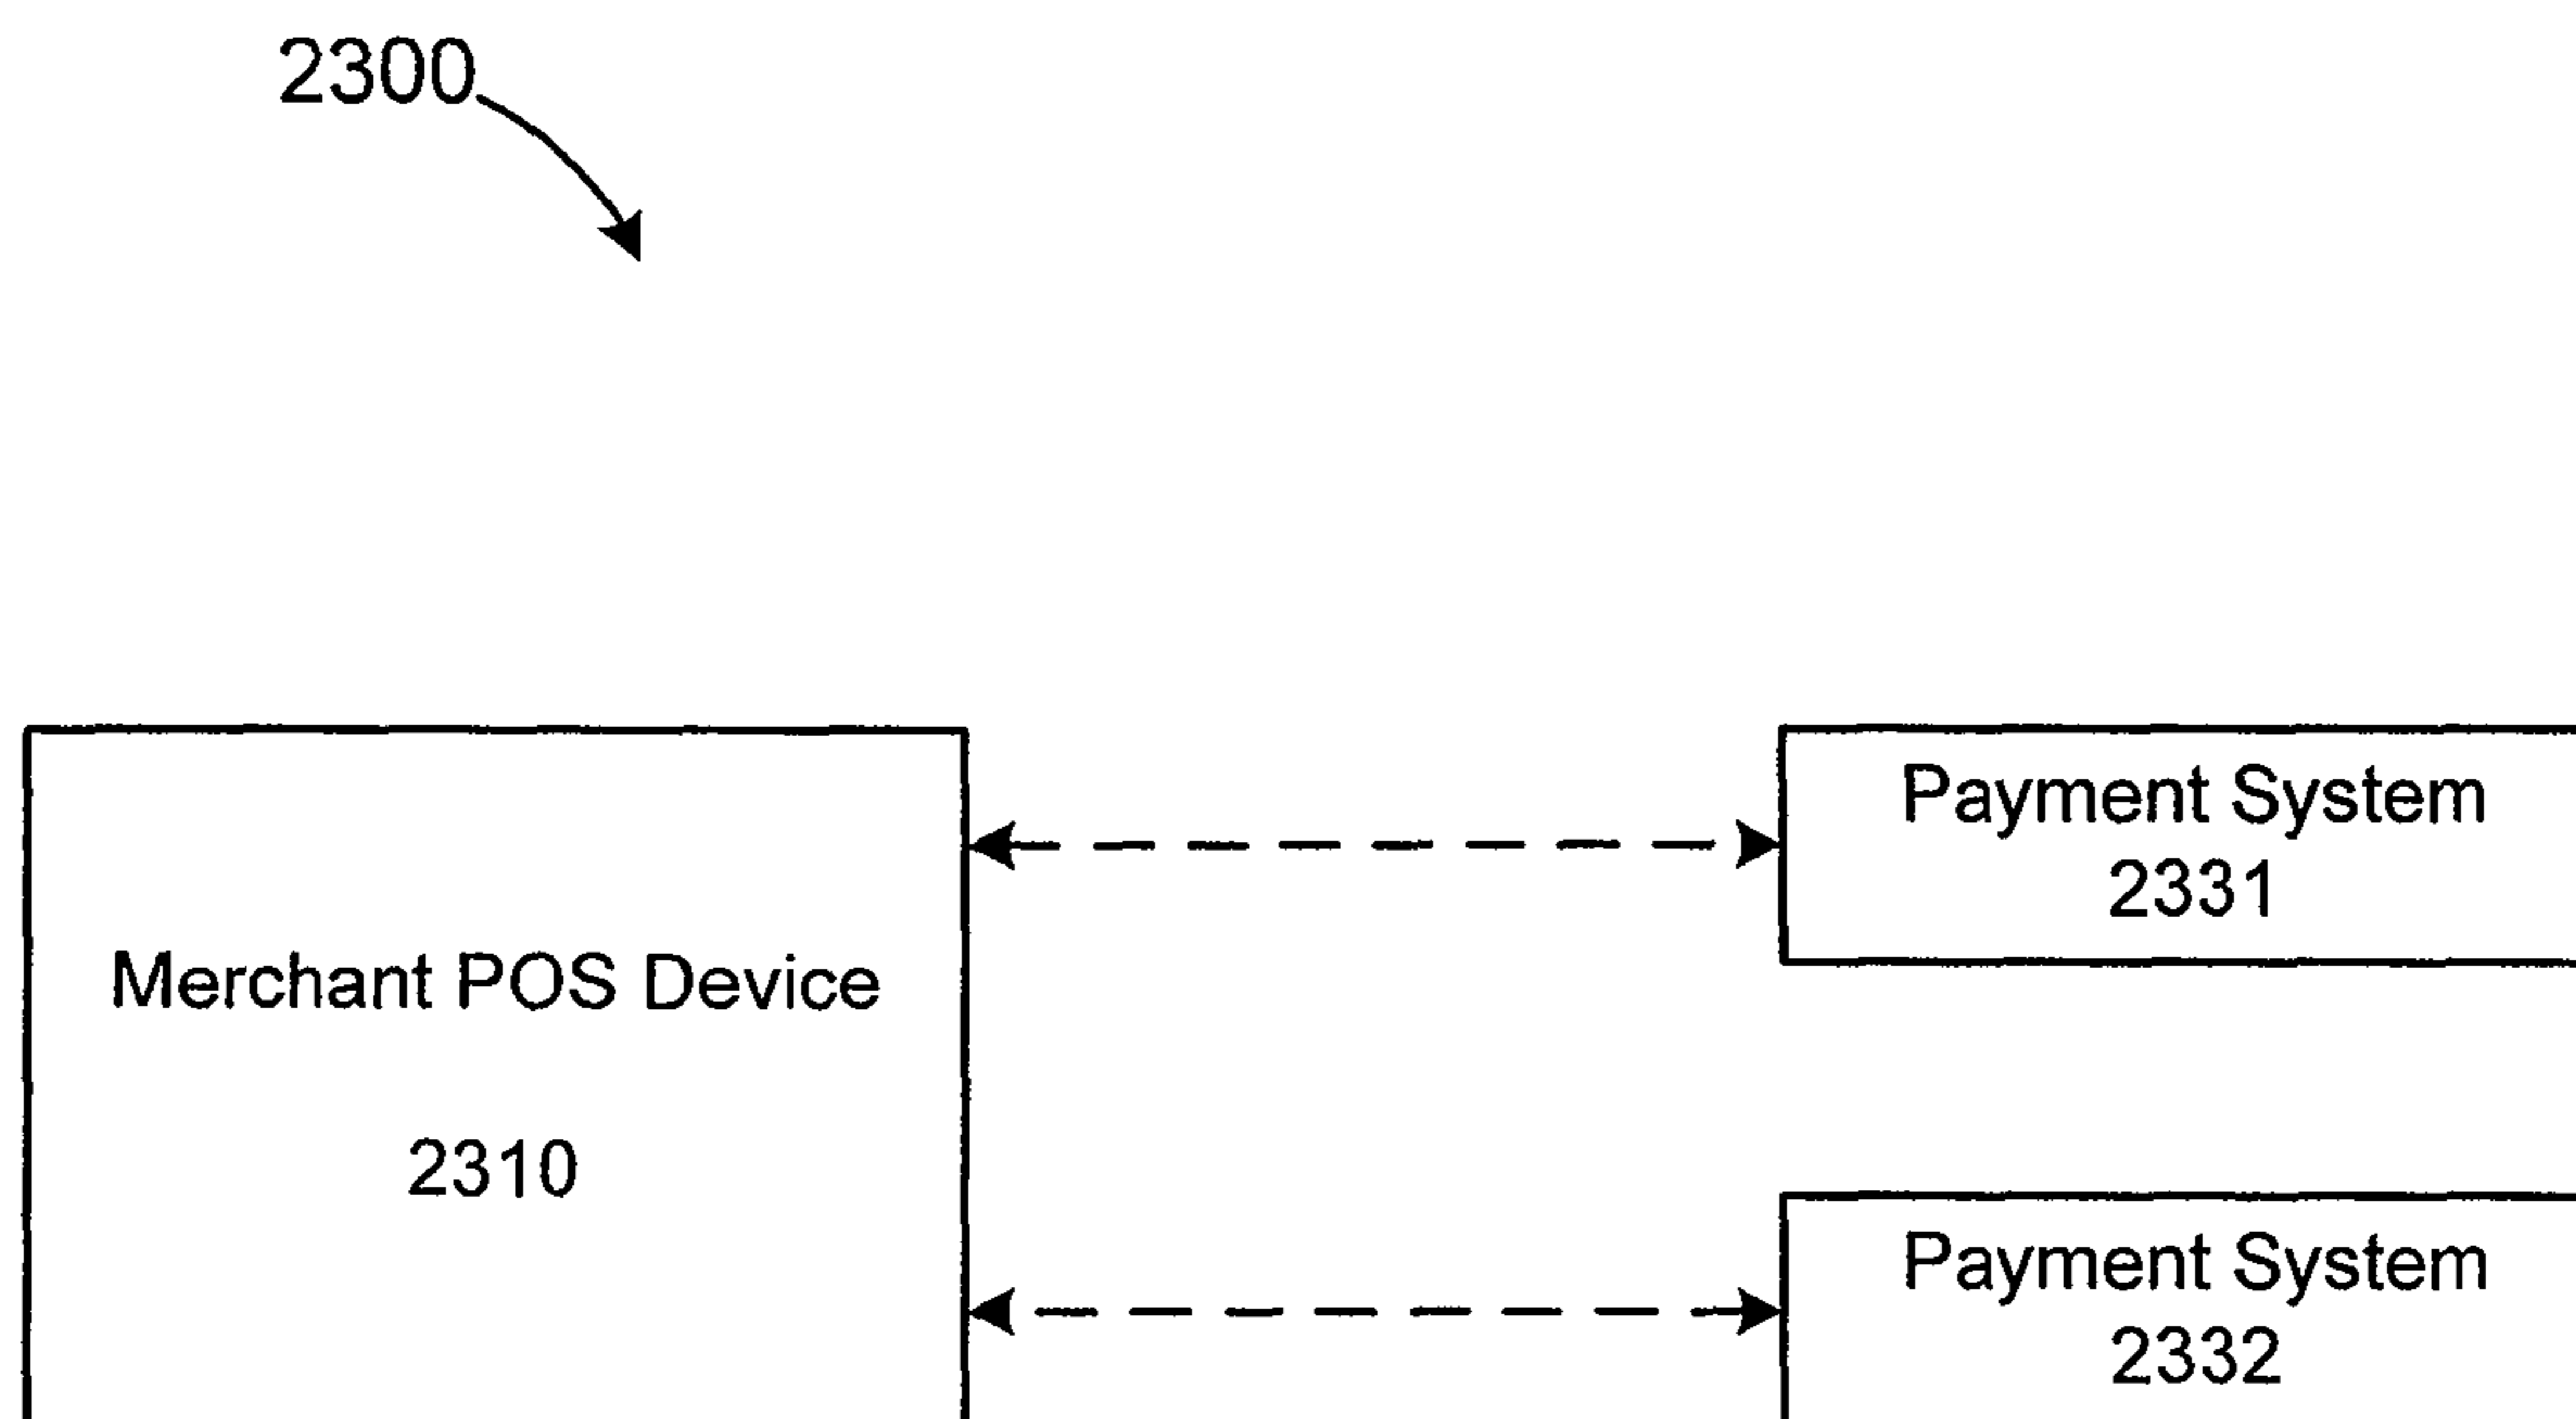 2300
Payment System
2331
Merchant POS Device
2310
Payment System
2332